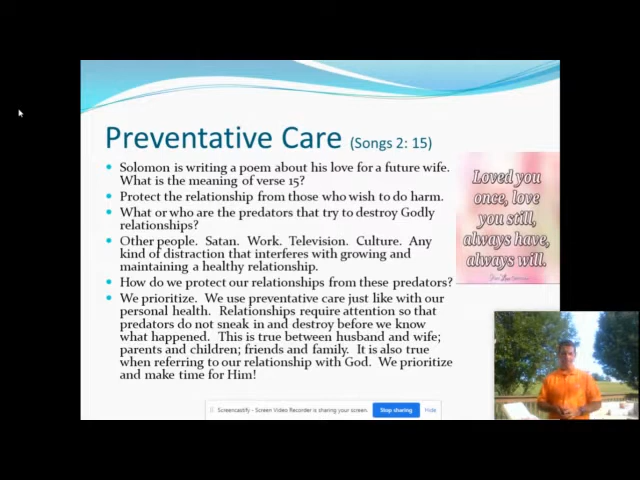 Preventative Care (Songs 2: 15)
Solomon is writing a poem about his love for a future wife.
What is the meaning of verse 15?
Protect the relationship from those who wish to do harm.
What or who are the predators that try to destroy Godly
relationships?
Other people. Satan. Work. Television. Culture. Any
kind of distraction that interferes with growing and
maintaining a healthy relationship.
How do we protect our relationships from these predators?
We prioritize. We use preventative care just like with our
personal health. Relationships require attention so that
predators do not sneak in and destroy before we know
what happened. This is true between husband and wife;
parents and children; friends and family. It is also true
when referring to our relationship with God. We prioritize
and make time for Him!
Loved you
once, love
you still,
always have,
always will.
Screencastify - Screen Video Recorder is sharing your screen.
Stop sharing
Hide